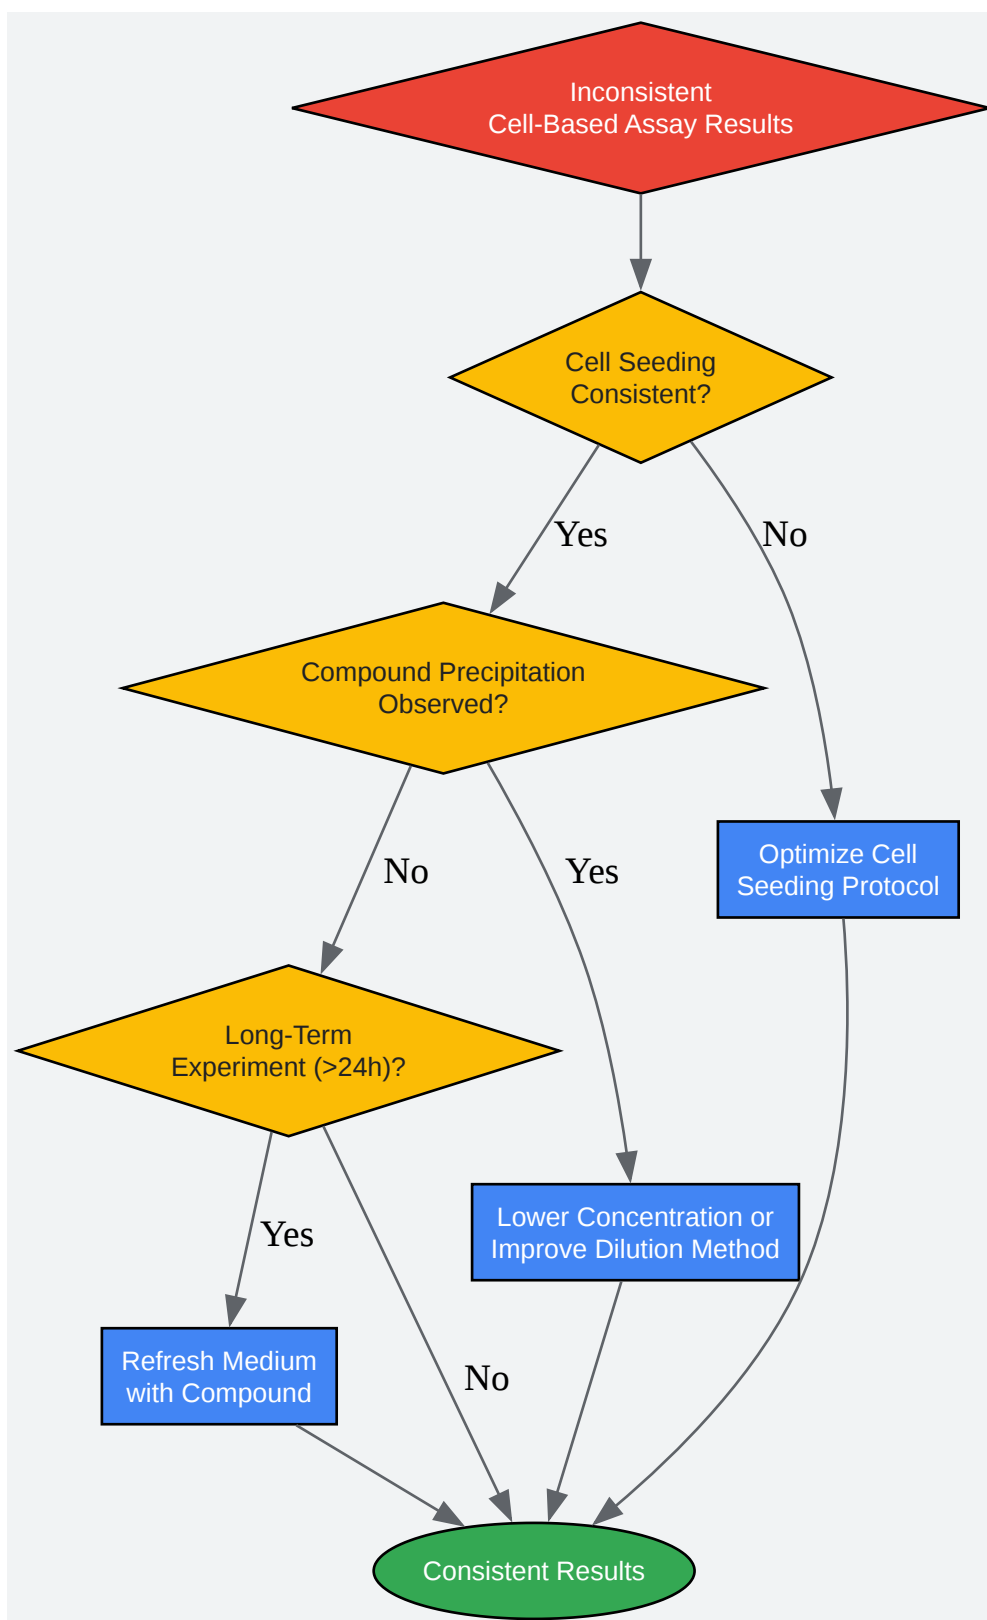 Inconsistent
Cell-Based Assay Results
Cell Seeding
Consistent?
Yes
No
Compound Precipitation
Observed?
No
Yes
Optimize Cell
Seeding Protocol
Long-Term
Experiment (>24h)?
Yes
Lower Concentration or
Improve Dilution Method
Refresh Medium
with Compound
No
Consistent Results